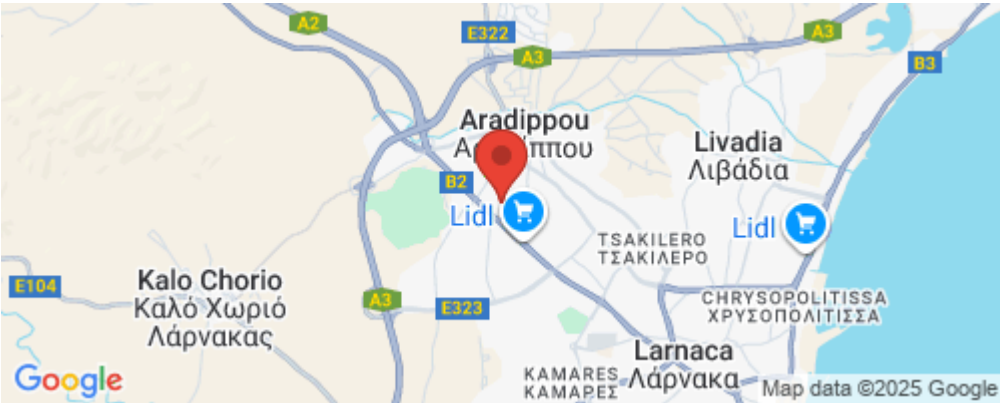 A2
E322
A3
A3
B3
Aradippou
Livadia
Λιβάδια
B2
Lidl
Lidl
TSAKILERO
ΤΣΑΚΙΛΕΡΟ
Kalo Chorio
Καλό Χωριό
Λάρνακας
E104
A3
E323
CHRYSOPOLITISSA
ΧΡΥΣΟΠΟΛΙΤΙΣΣΑ
Larnaca
Λάρνακα
KAMARES
ΚΑΜΑΡΕΣ
Google
Map data ©2025 Google